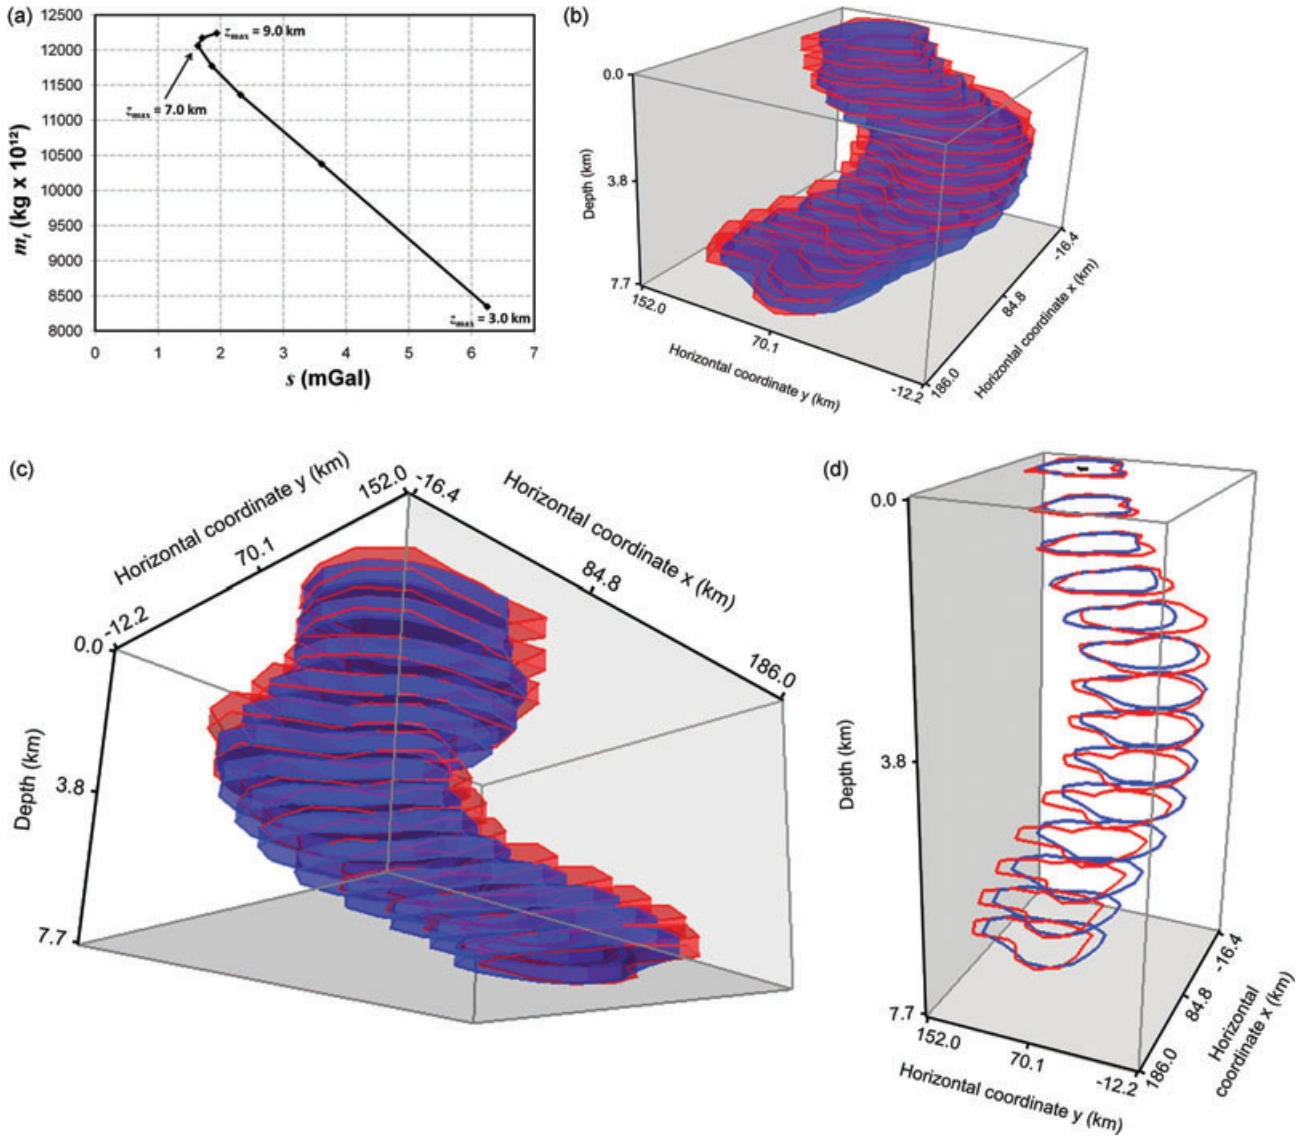 (a)
12500
12000
11500
11000
10500
10000
9500
9000
8500
8000
0 1 2 3 4 5 6 7
m_t (kg x 10¹²)
s (mGal)
z_max = 9.0 km
z_max = 7.0 km
z_max = 3.0 km
(b)
0.0
3.8
7.7
Depth (km)
152.0
70.1
-12.2
Horizontal coordinate y (km)
186.0
84.8
-16.4
Horizontal coordinate x (km)
(c)
Horizontal coordinate y (km)
152.0
70.1
-12.2
Horizontal coordinate x (km)
-16.4
84.8
186.0
0.0
3.8
7.7
Depth (km)
(d)
0.0
3.8
7.7
Depth (km)
152.0
70.1
-12.2
Horizontal coordinate y (km)
186.0
84.8
-16.4
Horizontal
coordinate x (km)